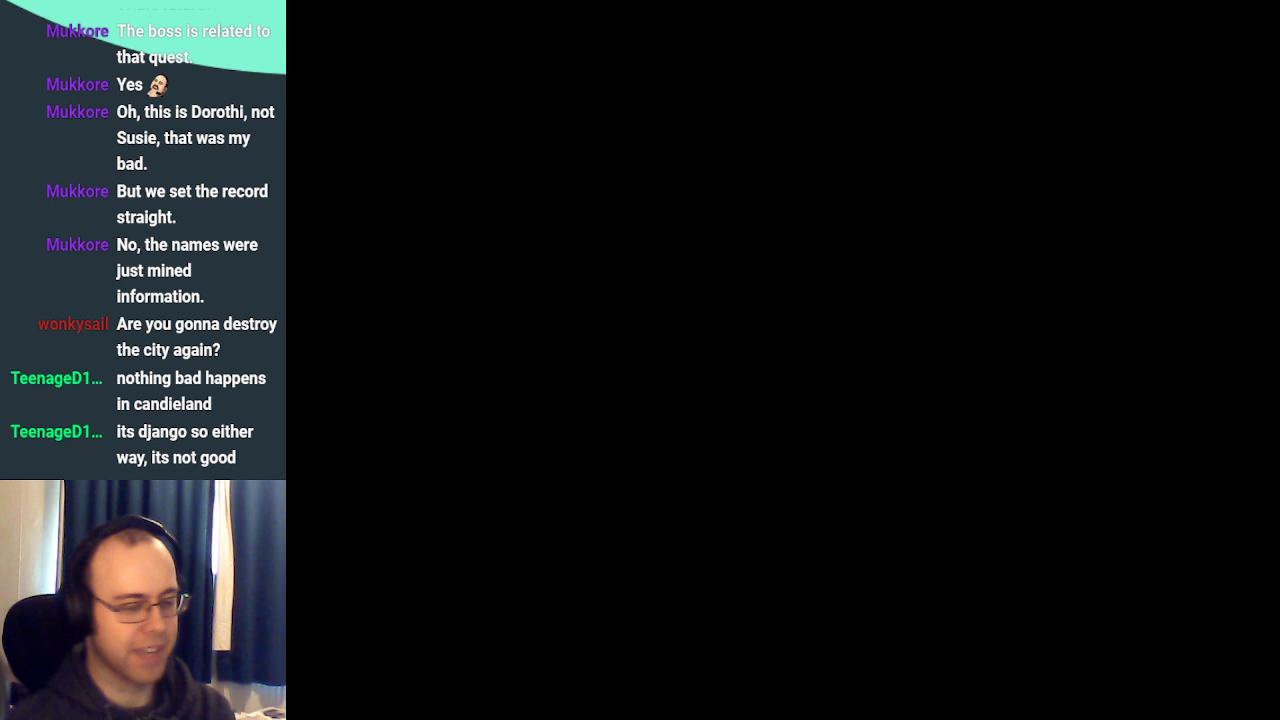 Mukkore The boss is related to
that quest.
Mukkore Yes
Mukkore Oh, this is Dorothi, not
Susie, that was my
bad.
Mukkore But we set the record
straight.
Mukkore No, the names were
just mined
information.
wonkysail Are you gonna destroy
the city again?
TeenageD1... nothing bad happens
in candieland
TeenageD1... its django so either
way, its not good